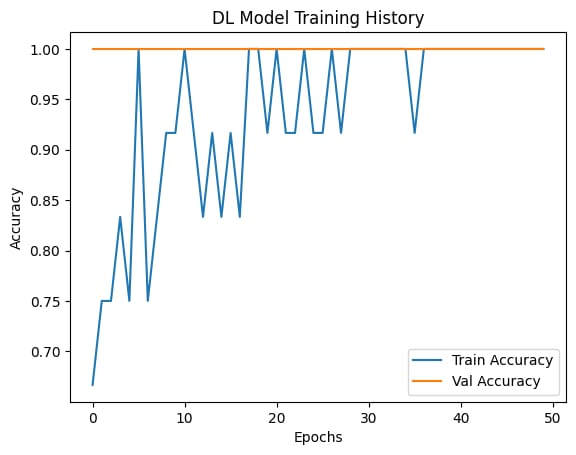 DL Model Training History
1.00
0.95
0.90
0.85
0.80
0.75
0.70
Accuracy
Train Accuracy
Val Accuracy
0 10 20 30 40 50
Epochs